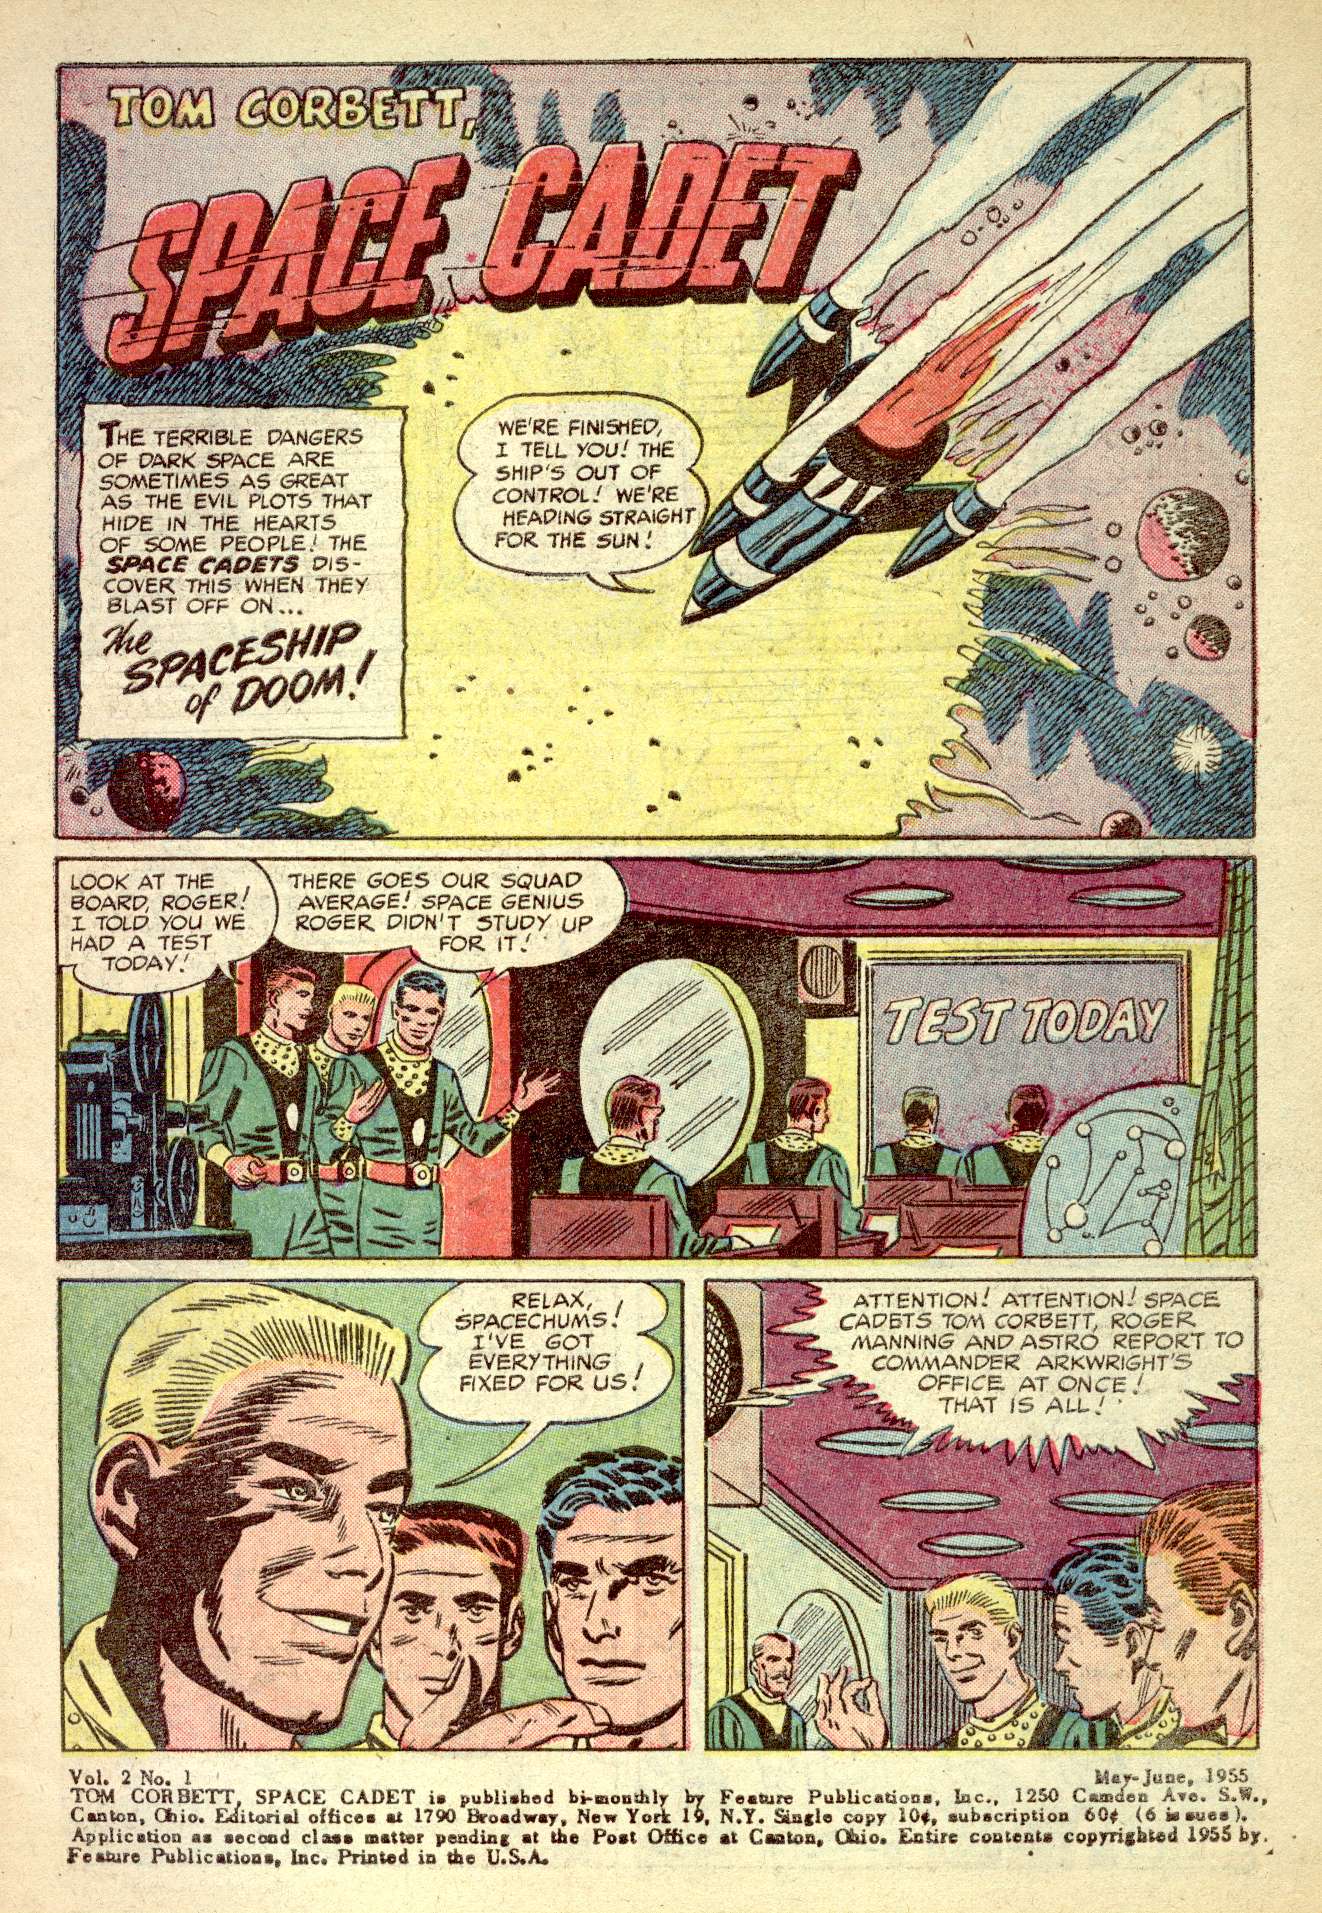 TOM CORBETT,
SPACE CADET
THE TERRIBLE DANGERS
OF DARK SPACE ARE
SOMETIMES AS GREAT
AS THE EVIL PLOTS THAT
HIDE IN THE HEARTS
OF SOME PEOPLE! THE
SPACE CADETS DIS-
COVER THIS WHEN THEY
BLAST OFF ON...
The
SPACESHIP
of DOOM!
WE'RE FINISHED,
I TELL YOU! THE
SHIP'S OUT OF
CONTROL! WE'RE
HEADING STRAIGHT
FOR THE SUN!
LOOK AT THE
BOARD, ROGER!
I TOLD YOU WE
HAD A TEST
TODAY!
THERE GOES OUR SQUAD
AVERAGE! SPACE GENIUS
ROGER DIDN'T STUDY UP
FOR IT!
TEST TODAY
RELAX,
SPACECHUMS!
I'VE GOT
EVERYTHING
FIXED FOR US!
ATTENTION! ATTENTION! SPACE
CADETS TOM CORBETT, ROGER
MANNING AND ASTRO REPORT TO
COMMANDER ARKWRIGHT'S
OFFICE AT ONCE!
THAT IS ALL!
Vol. 2 No. 1 May-June, 1955
TOM CORBETT, SPACE CADET is published bi-monthly by Feature Publications, Inc., 1250 Camden Ave. S.W.,
Canton, Ohio. Editorial offices at 1790 Broadway, New York 19, N.Y. Single copy 10¢, subscription 60¢ (6 issues).
Application as second class matter pending at the Post Office at Canton, Ohio. Entire contents copyrighted 1955 by
Feature Publications, Inc. Printed in the U.S.A.